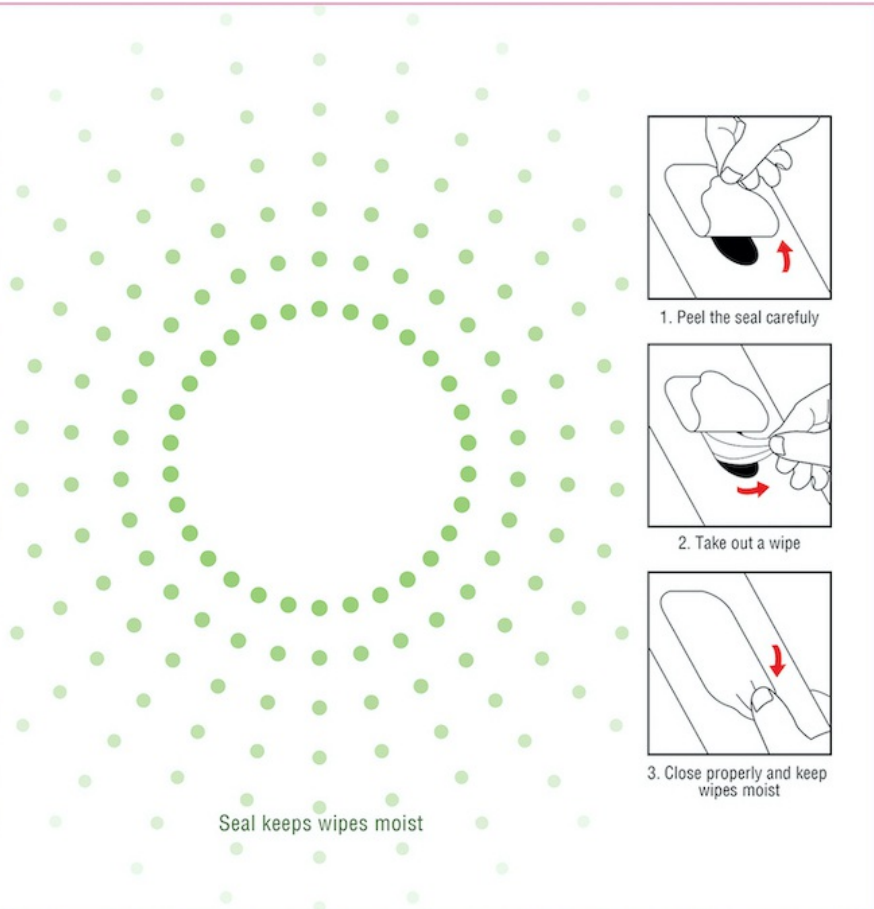 1. Peel the seal carefuly
2. Take out a wipe
3. Close properly and keep
wipes moist
Seal keeps wipes moist